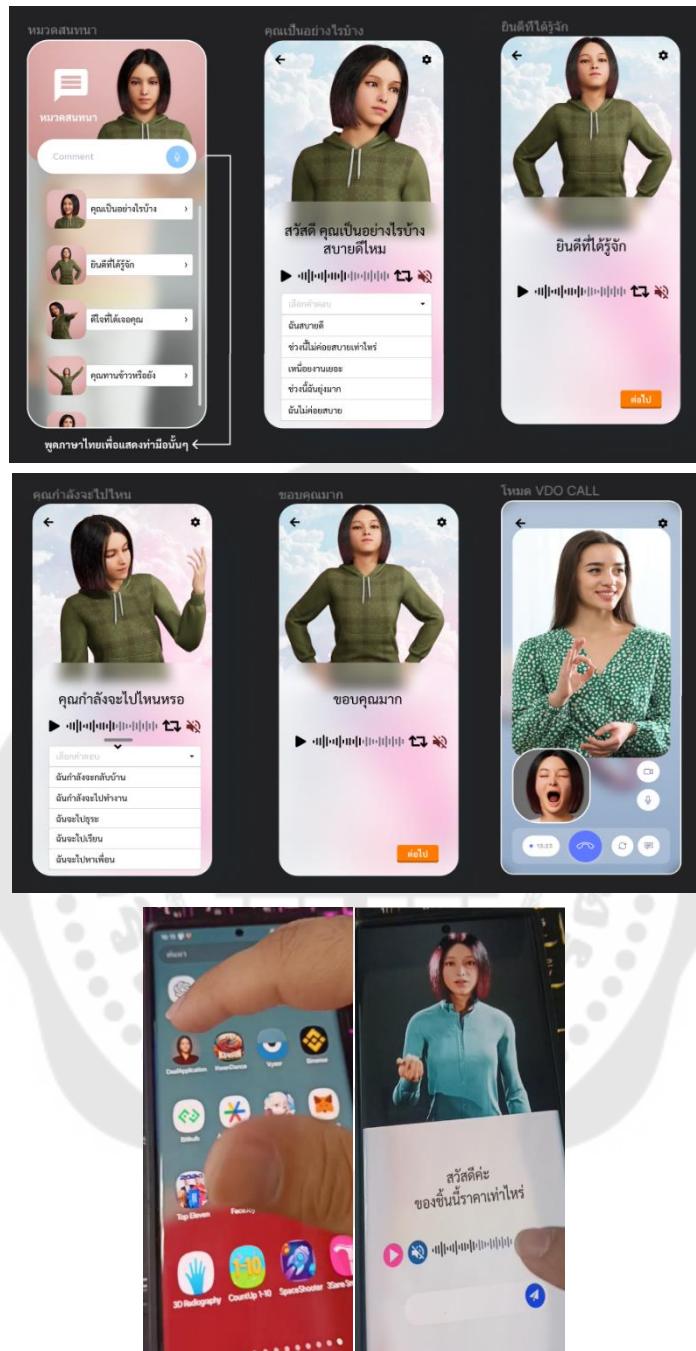 หมวดสนทนา
หมวดสนทนา
Comment
คุณเป็นอย่างไรบ้าง
ยินดีที่ได้รู้จัก
ดีใจที่ได้เจอคุณ
คุณทานข้าวหรือยัง
พูดภาษาไทยเพื่อแสดงท่ามือนั้นๆ
คุณเป็นอย่างไรบ้าง
สวัสดี คุณเป็นอย่างไรบ้าง
สบายดีไหม
เลือกคำตอบ
ฉันสบายดี
ช่วงนี้ไม่ค่อยสบายเท่าไหร่
เหนื่อยงานเยอะ
ช่วงนี้ฉันยุ่งมาก
ฉันไม่ค่อยสบาย
ยินดีที่ได้รู้จัก
ยินดีที่ได้รู้จัก
ต่อไป
คุณกำลังจะไปไหน
คุณกำลังจะไปไหนหรอ
เลือกคำตอบ
ฉันกำลังจะกลับบ้าน
ฉันกำลังจะไปทำงาน
ฉันจะไปธุระ
ฉันจะไปเรียน
ฉันจะไปหาเพื่อน
ขอบคุณมาก
ขอบคุณมาก
ต่อไป
โหมด VDO CALL
ค้นหา
DeafApplication
Vysor
Binance
Bitkub
Top Eleven
3D Radiography
CountUp 1-10
SpaceShooter
สวัสดีค่ะ
ของชิ้นนี้ราคาเท่าไหร่